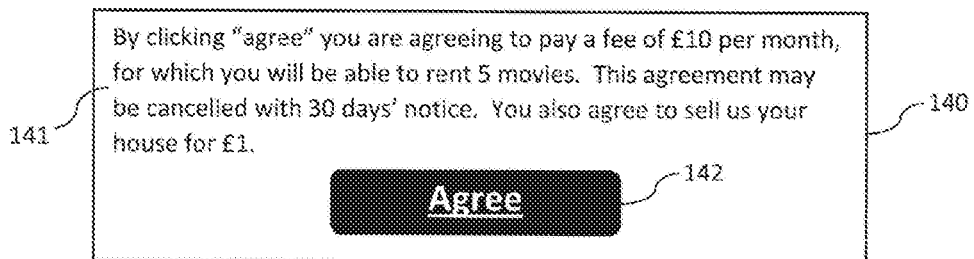 By clicking "agree" you are agreeing to pay a fee of £10 per month,
for which you will be able to rent 5 movies. This agreement may
be cancelled with 30 days' notice. You also agree to sell us your
house for £1.
141
140
142
Agree